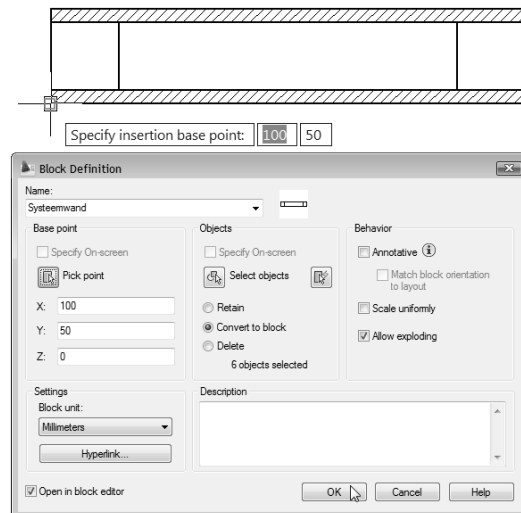 Specify insertion base point: 100 50
Block Definition
Name:
Systeemwand
Base point
Specify On-screen
Pick point
X: 100
Y: 50
Z: 0
Objects
Specify On-screen
Select objects
Retain
Convert to block
Delete
6 objects selected
Behavior
Annotative
Match block orientation
to layout
Scale uniformly
Allow exploding
Settings
Block unit:
Millimeters
Hyperlink...
Description
Open in block editor
OK Cancel Help